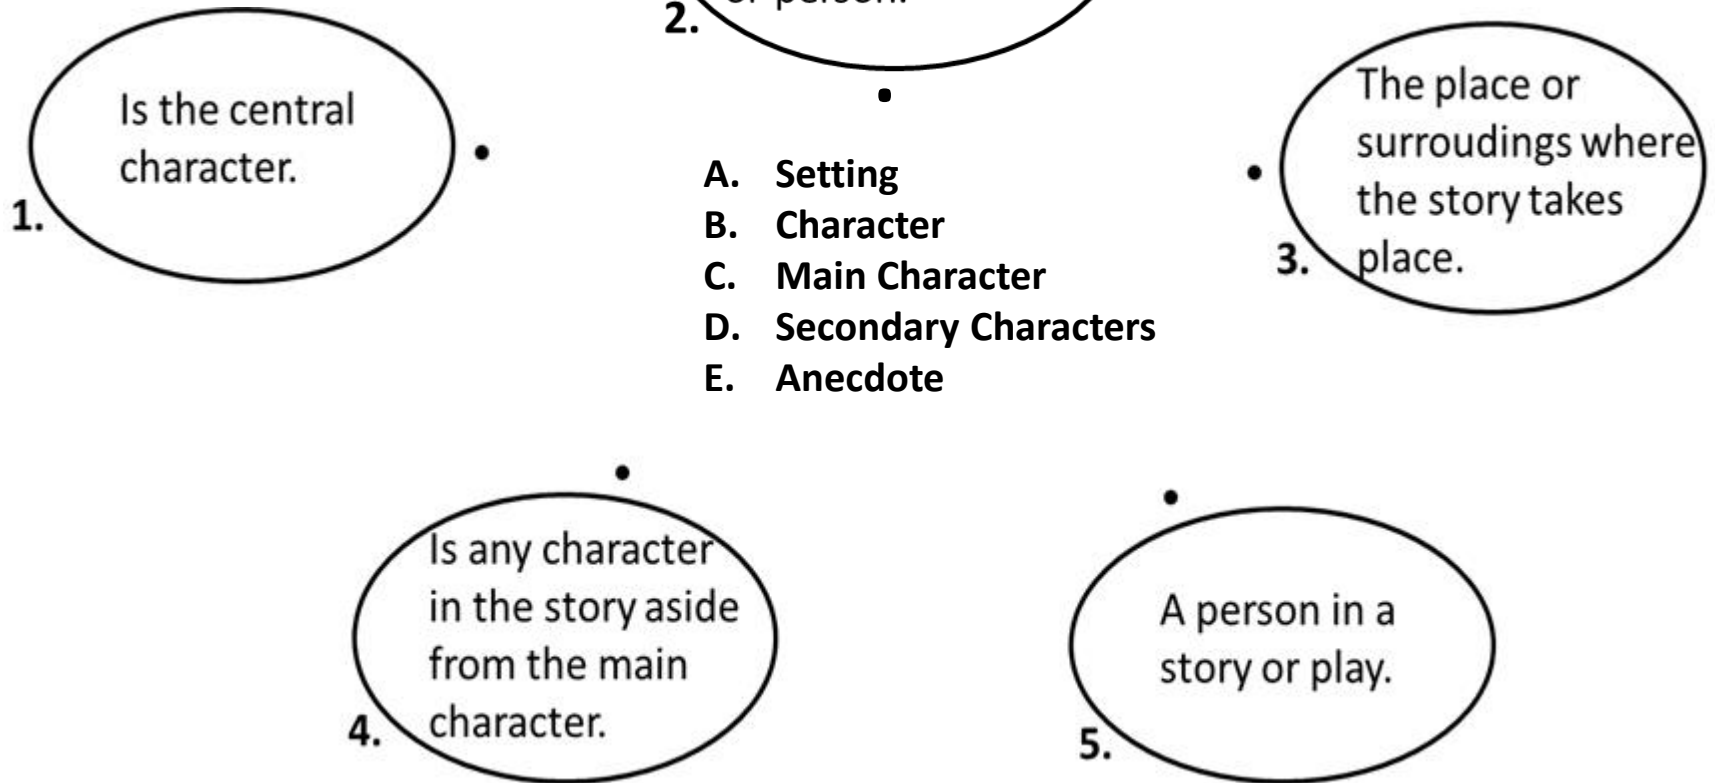 or person.
2.
Is the central
character.
1.
The place or
surroudings where
the story takes
place.
3.
A. Setting
B. Character
C. Main Character
D. Secondary Characters
E. Anecdote
Is any character
in the story aside
from the main
character.
4.
A person in a
story or play.
5.